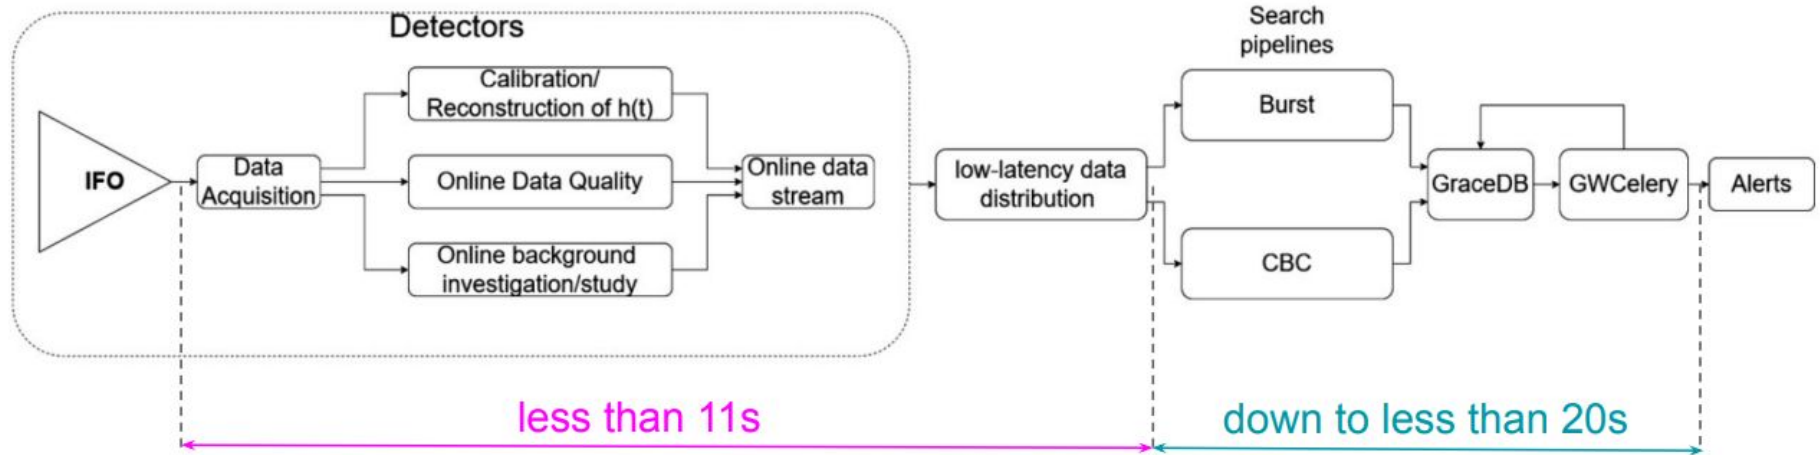 Detectors
IFO
Data
Acquisition
Calibration/
Reconstruction of h(t)
Online Data Quality
Online background
investigation/study
Online data
stream
low-latency data
distribution
Search
pipelines
Burst
CBC
GraceDB
GWCelery
Alerts
less than 11s
down to less than 20s